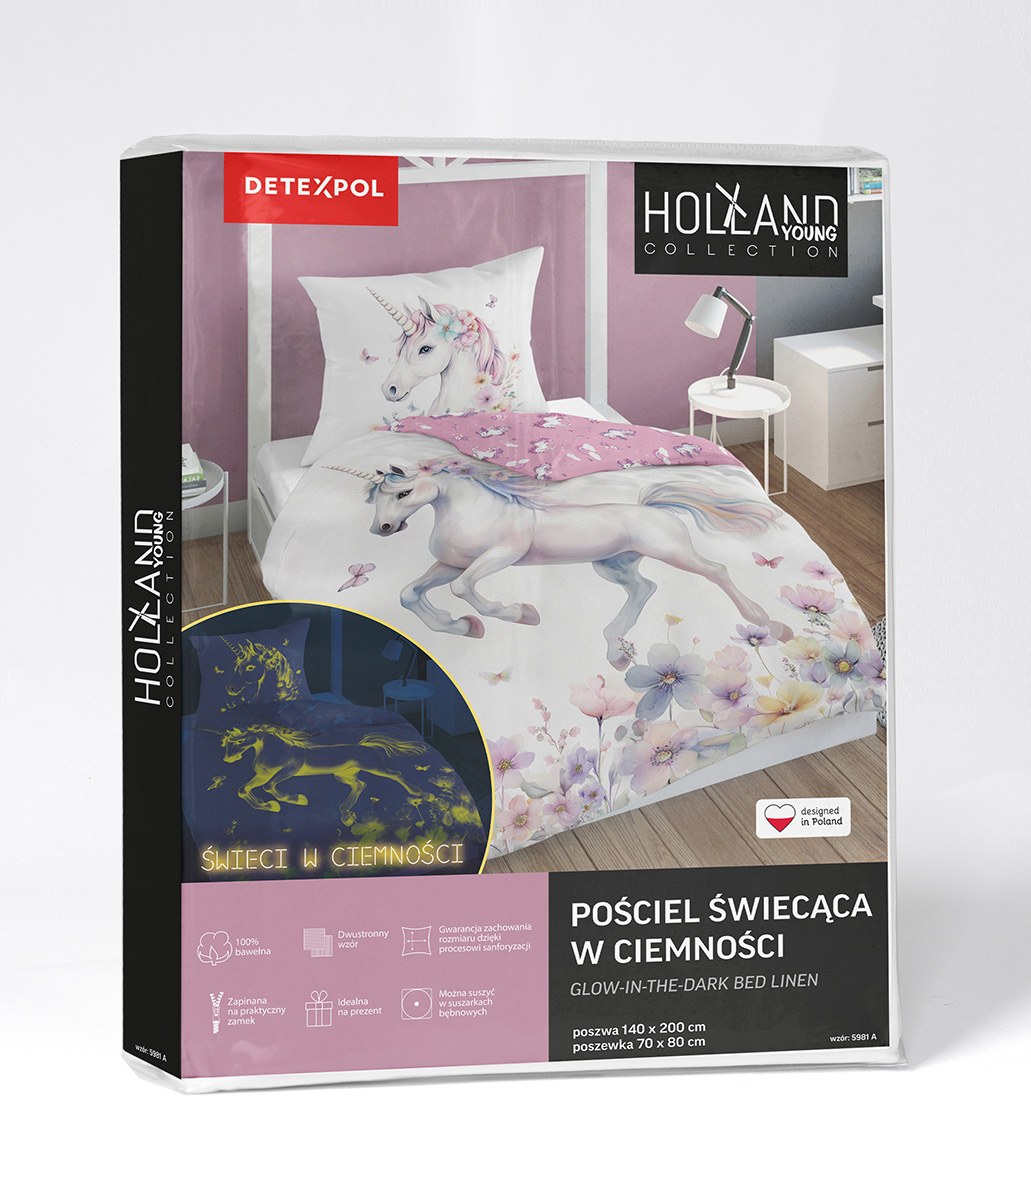 DETEXPOL
HOLLAND
YOUNG
COLLECTION
HOLLAND
YOUNG
COLLECTION
designed
in Poland
ŚWIECI W CIEMNOŚCI
100%
bawełna
Dwustronny
wzór
Gwarancja zachowania
rozmiaru dzięki
procesowi sanforyzacji
Zapinana
na praktyczny
zamek
Idealna
na prezent
Można suszyć
w suszarkach
bębnowych
POŚCIEL ŚWIECĄCA
W CIEMNOŚCI
GLOW-IN-THE-DARK BED LINEN
poszwa 140 x 200 cm
poszewka 70 x 80 cm
wzór: 5981 A
wzór: 5981 A